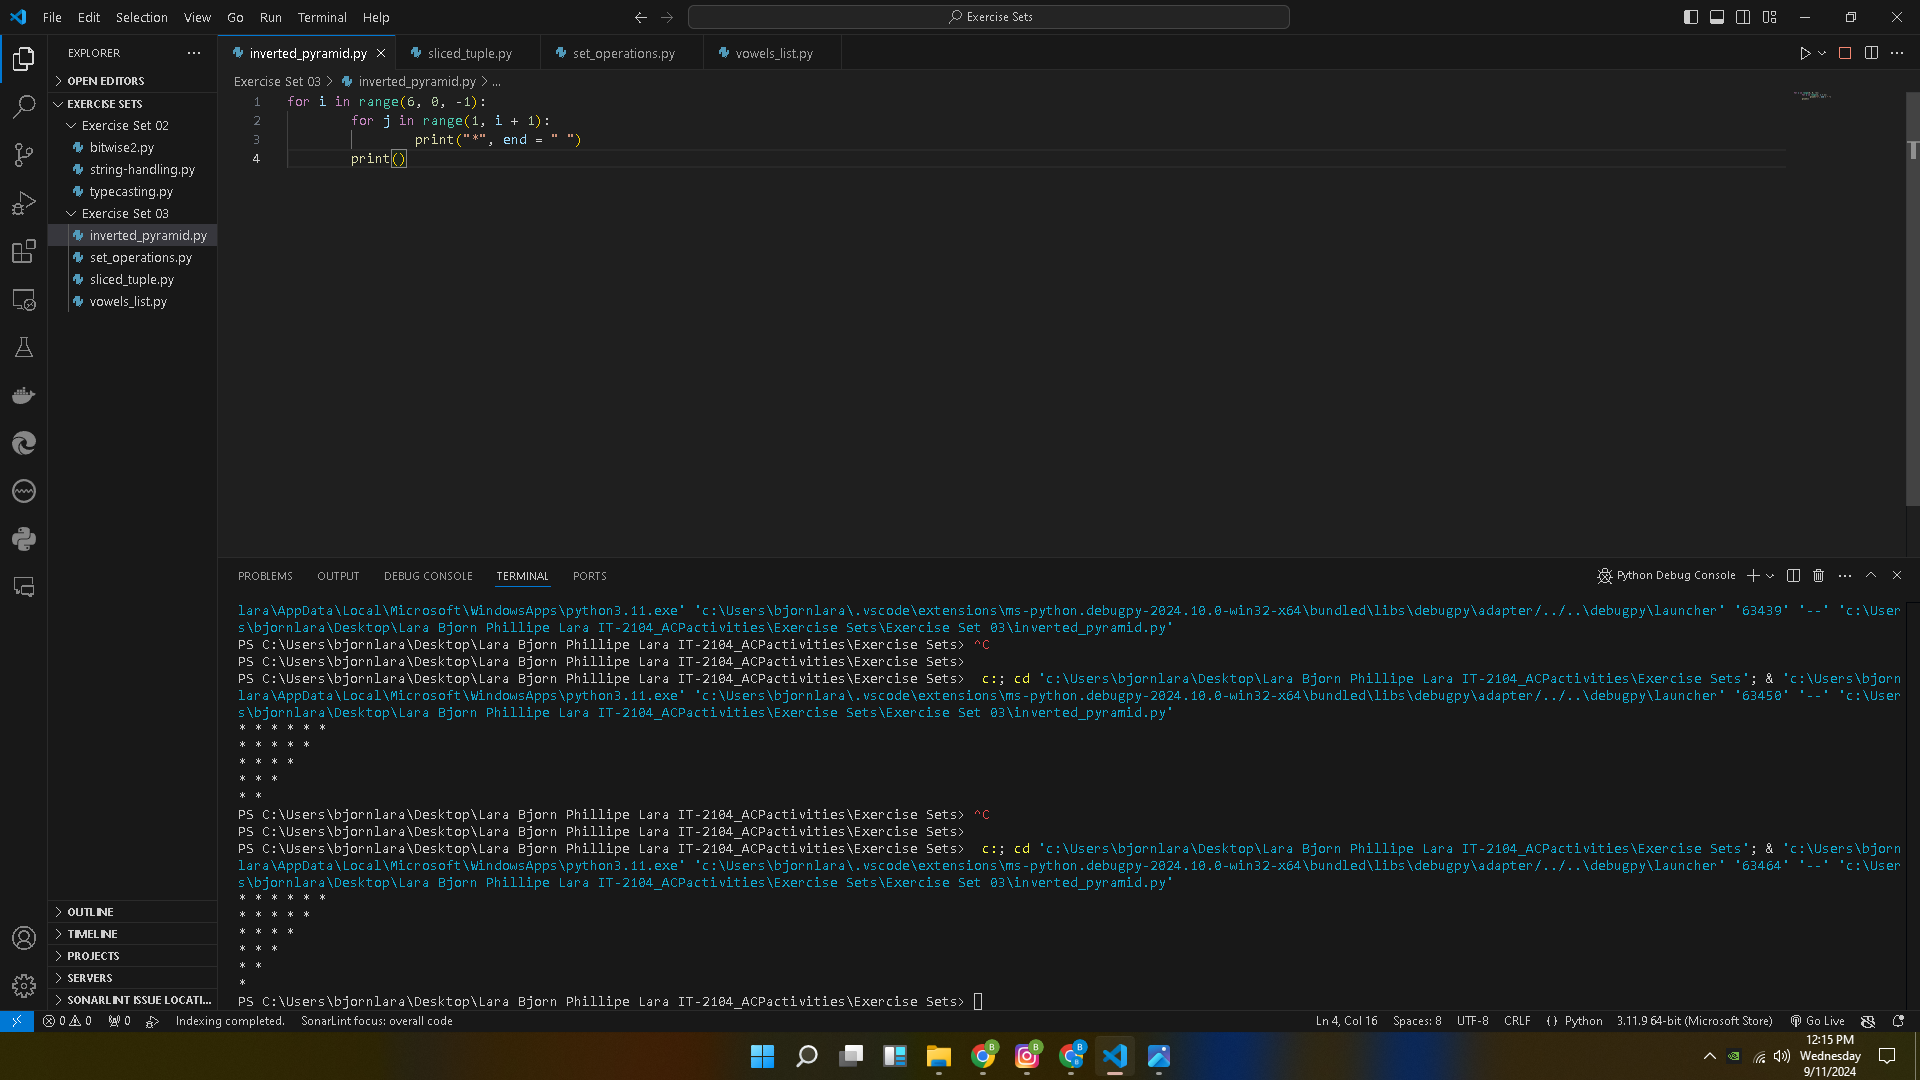 File Edit Selection View Go Run Terminal Help
Exercise Sets
EXPLORER
OPEN EDITORS
EXERCISE SETS
Exercise Set 02
bitwise2.py
string-handling.py
typecasting.py
Exercise Set 03
inverted_pyramid.py
set_operations.py
sliced_tuple.py
vowels_list.py
OUTLINE
TIMELINE
PROJECTS
SERVERS
SONARLINT ISSUE LOCATI...
inverted_pyramid.py sliced_tuple.py set_operations.py vowels_list.py
Exercise Set 03 > inverted_pyramid.py > ...
1 for i in range(6, 0, -1):
2 for j in range(1, i + 1):
3 print("*", end = " ")
4 print()
PROBLEMS OUTPUT DEBUG CONSOLE TERMINAL PORTS
Python Debug Console
lara\AppData\Local\Microsoft\WindowsApps\python3.11.exe' 'c:\Users\bjornlara\.vscode\extensions\ms-python.debugpy-2024.10.0-win32-x64\bundled\libs\debugpy\adapter/../..\debugpy\launcher' '63439' '--' 'c:\User
s\bjornlara\Desktop\Lara Bjorn Phillipe Lara IT-2104_ACPactivities\Exercise Sets\Exercise Set 03\inverted_pyramid.py'
PS C:\Users\bjornlara\Desktop\Lara Bjorn Phillipe Lara IT-2104_ACPactivities\Exercise Sets> ^C
PS C:\Users\bjornlara\Desktop\Lara Bjorn Phillipe Lara IT-2104_ACPactivities\Exercise Sets>
PS C:\Users\bjornlara\Desktop\Lara Bjorn Phillipe Lara IT-2104_ACPactivities\Exercise Sets>  c:; cd 'c:\Users\bjornlara\Desktop\Lara Bjorn Phillipe Lara IT-2104_ACPactivities\Exercise Sets'; & 'c:\Users\bjorn
lara\AppData\Local\Microsoft\WindowsApps\python3.11.exe' 'c:\Users\bjornlara\.vscode\extensions\ms-python.debugpy-2024.10.0-win32-x64\bundled\libs\debugpy\adapter/../..\debugpy\launcher' '63450' '--' 'c:\User
s\bjornlara\Desktop\Lara Bjorn Phillipe Lara IT-2104_ACPactivities\Exercise Sets\Exercise Set 03\inverted_pyramid.py'
* * * * * *
* * * * *
* * * *
* * *
* *
PS C:\Users\bjornlara\Desktop\Lara Bjorn Phillipe Lara IT-2104_ACPactivities\Exercise Sets> ^C
PS C:\Users\bjornlara\Desktop\Lara Bjorn Phillipe Lara IT-2104_ACPactivities\Exercise Sets>
PS C:\Users\bjornlara\Desktop\Lara Bjorn Phillipe Lara IT-2104_ACPactivities\Exercise Sets>  c:; cd 'c:\Users\bjornlara\Desktop\Lara Bjorn Phillipe Lara IT-2104_ACPactivities\Exercise Sets'; & 'c:\Users\bjorn
lara\AppData\Local\Microsoft\WindowsApps\python3.11.exe' 'c:\Users\bjornlara\.vscode\extensions\ms-python.debugpy-2024.10.0-win32-x64\bundled\libs\debugpy\adapter/../..\debugpy\launcher' '63464' '--' 'c:\User
s\bjornlara\Desktop\Lara Bjorn Phillipe Lara IT-2104_ACPactivities\Exercise Sets\Exercise Set 03\inverted_pyramid.py'
* * * * * *
* * * * *
* * * *
* * *
* *
*
PS C:\Users\bjornlara\Desktop\Lara Bjorn Phillipe Lara IT-2104_ACPactivities\Exercise Sets>
0 0 0 Indexing completed. SonarLint focus: overall code Ln 4, Col 16 Spaces: 8 UTF-8 CRLF Python 3.11.9 64-bit (Microsoft Store) Go Live
12:15 PM
Wednesday
9/11/2024